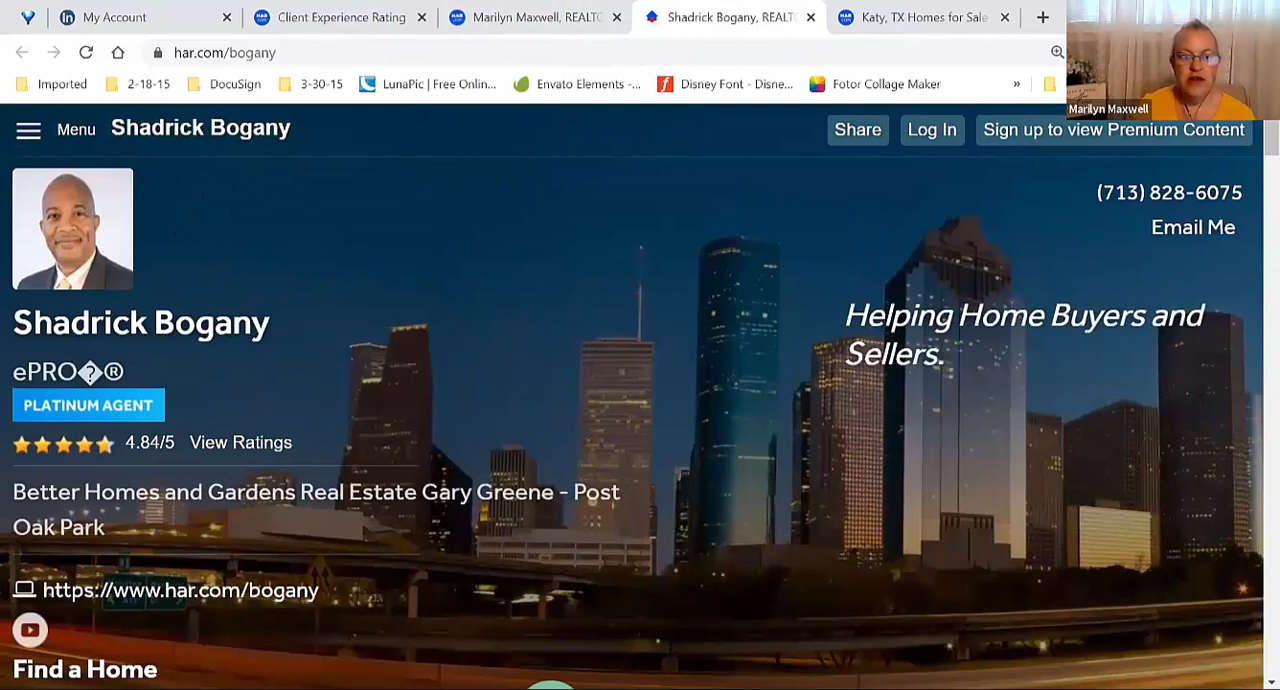 My Account
Client Experience Rating
Marilyn Maxwell, REALTO
Shadrick Bogany, REALTO
Katy, TX Homes for Sale
har.com/bogany
Imported
2-18-15
DocuSign
3-30-15
LunaPic | Free Onlin...
Envato Elements -...
Disney Font - Disne...
Fotor Collage Maker
»
Marilyn Maxwell
Menu
Shadrick Bogany
Share
Log In
Sign up to view Premium Content
(713) 828-6075
Email Me
Shadrick Bogany
Helping Home Buyers and
Sellers.
ePRO�®
PLATINUM AGENT
4.84/5 View Ratings
Better Homes and Gardens Real Estate Gary Greene - Post
Oak Park
https://www.har.com/bogany
Find a Home